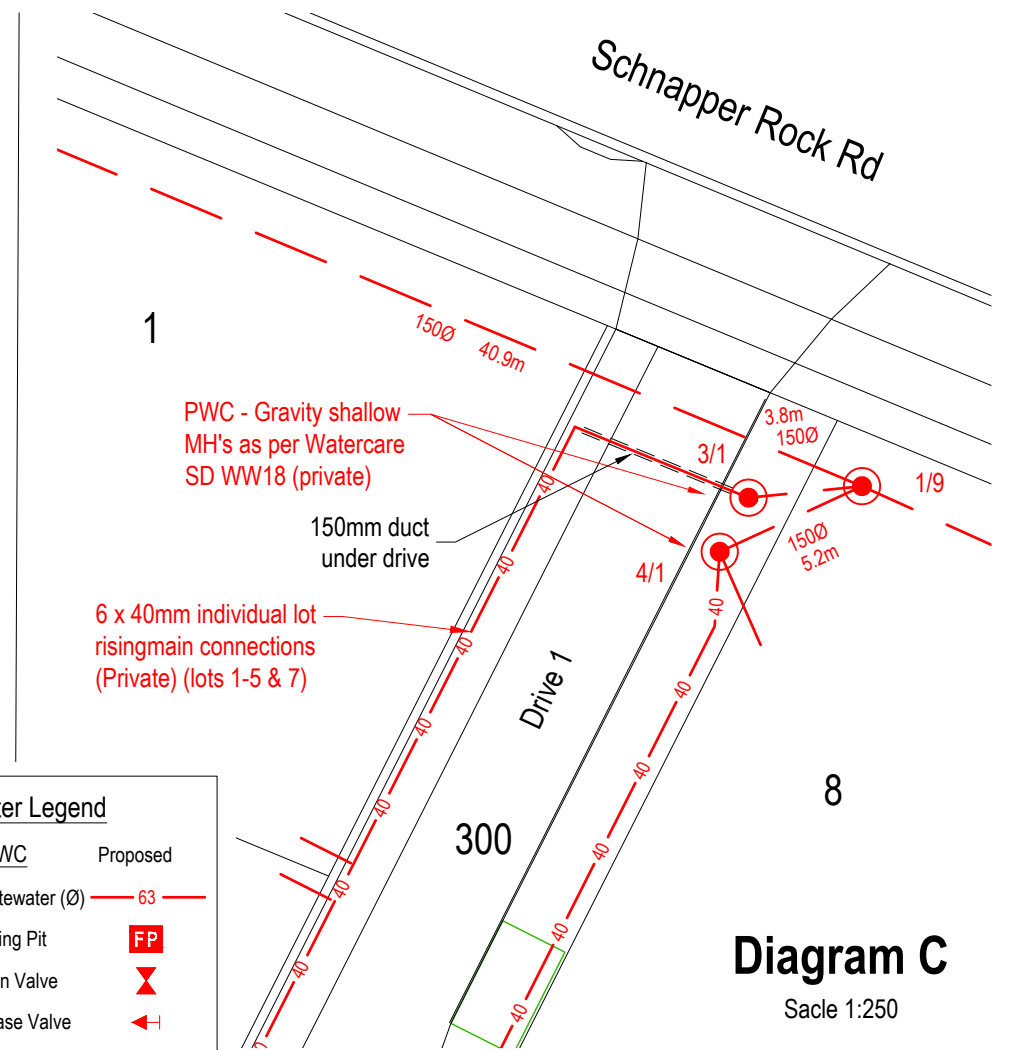 Schnapper Rock Rd
1
150Ø
40.9m
PWC - Gravity shallow
MH's as per Watercare
SD WW18 (private)
3.8m
150Ø
3/1
1/9
150mm duct
under drive
150Ø
5.2m
4/1
6 x 40mm individual lot
risingmain connections
(Private) (lots 1-5 & 7)
40
40
40
40
40
40
40
40
Drive 1
40
40
40
40
40
40
300
8
Legend
Proposed
tewater (Ø)
63
ing Pit
FP
n Valve
ase Valve
Diagram C
Sacle 1:250